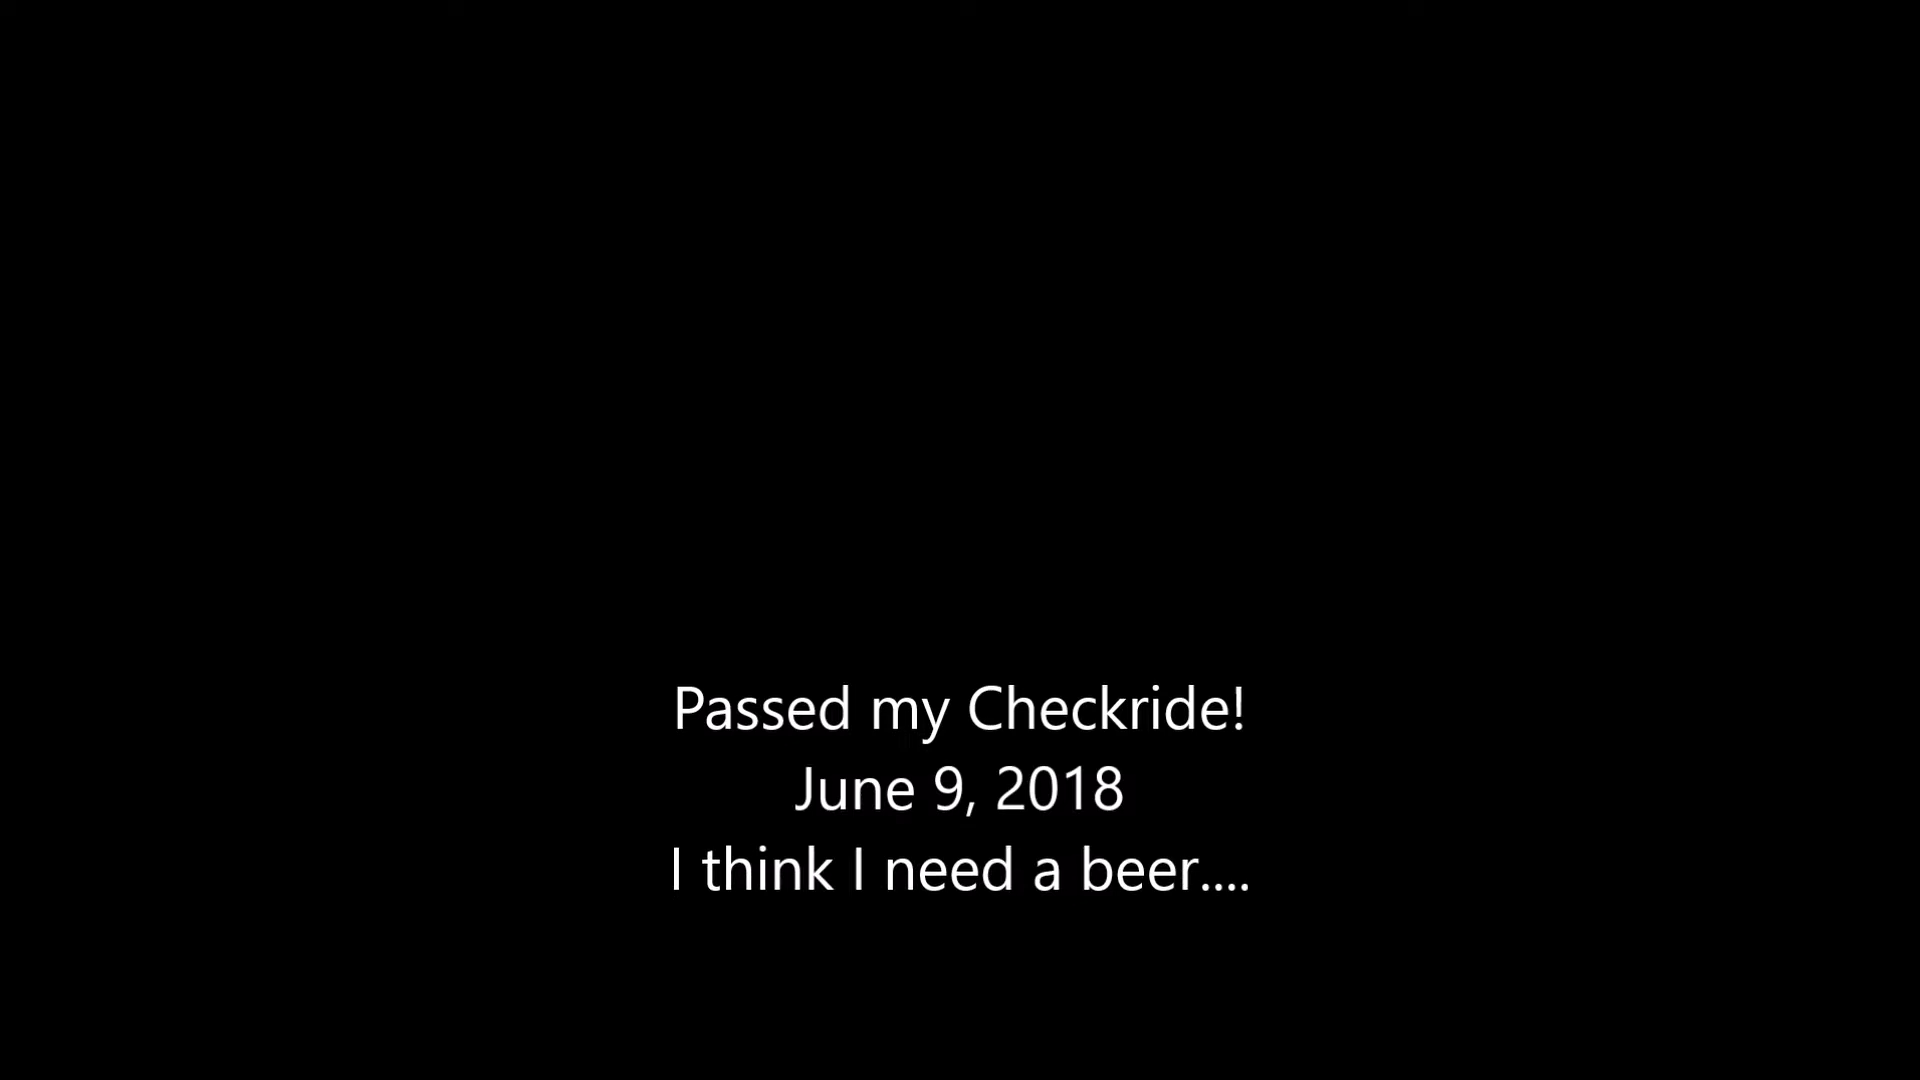 Passed my Checkride!
June 9, 2018
I think I need a beer....